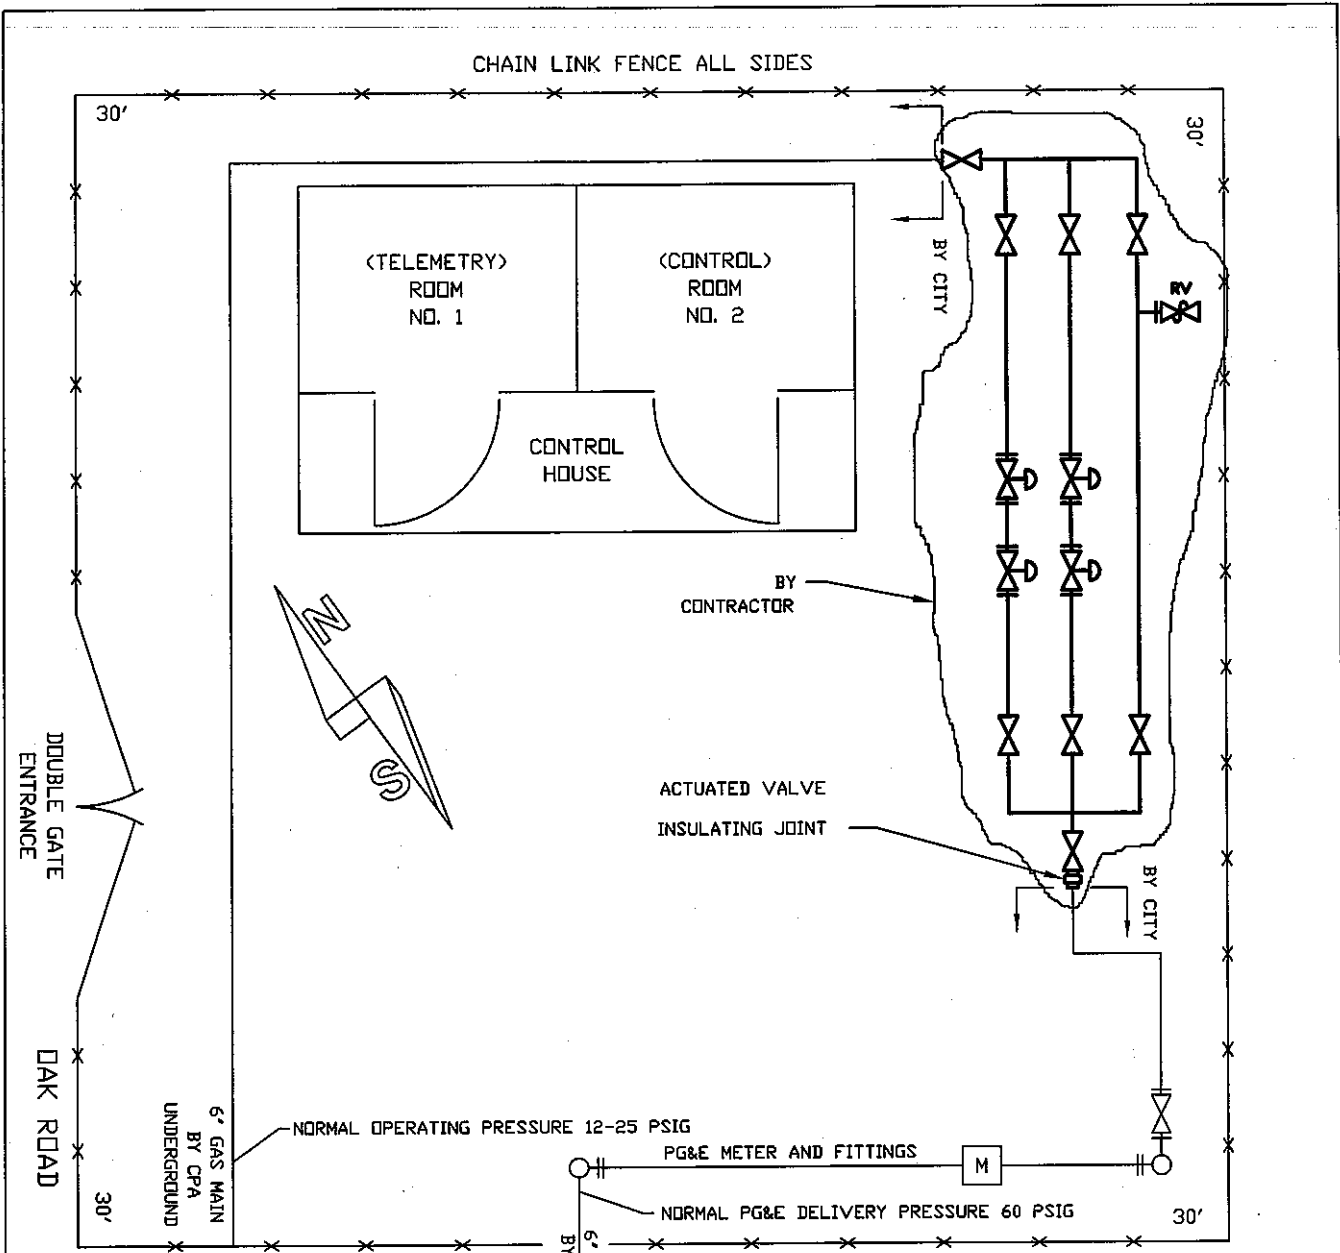 CHAIN LINK FENCE ALL SIDES
30'
30'
(TELEMETRY)
ROOM
NO. 1
(CONTROL)
ROOM
NO. 2
BY CITY
RV
CONTROL
HOUSE
BY
CONTRACTOR
N
S
DOUBLE GATE
ENTRANCE
ACTUATED VALVE
INSULATING JOINT
BY CITY
OAK ROAD
6" GAS MAIN
BY CPA
UNDERGROUND
NORMAL OPERATING PRESSURE 12-25 PSIG
PG&E METER AND FITTINGS
M
NORMAL PG&E DELIVERY PRESSURE 60 PSIG
30'
30'
6"
BY